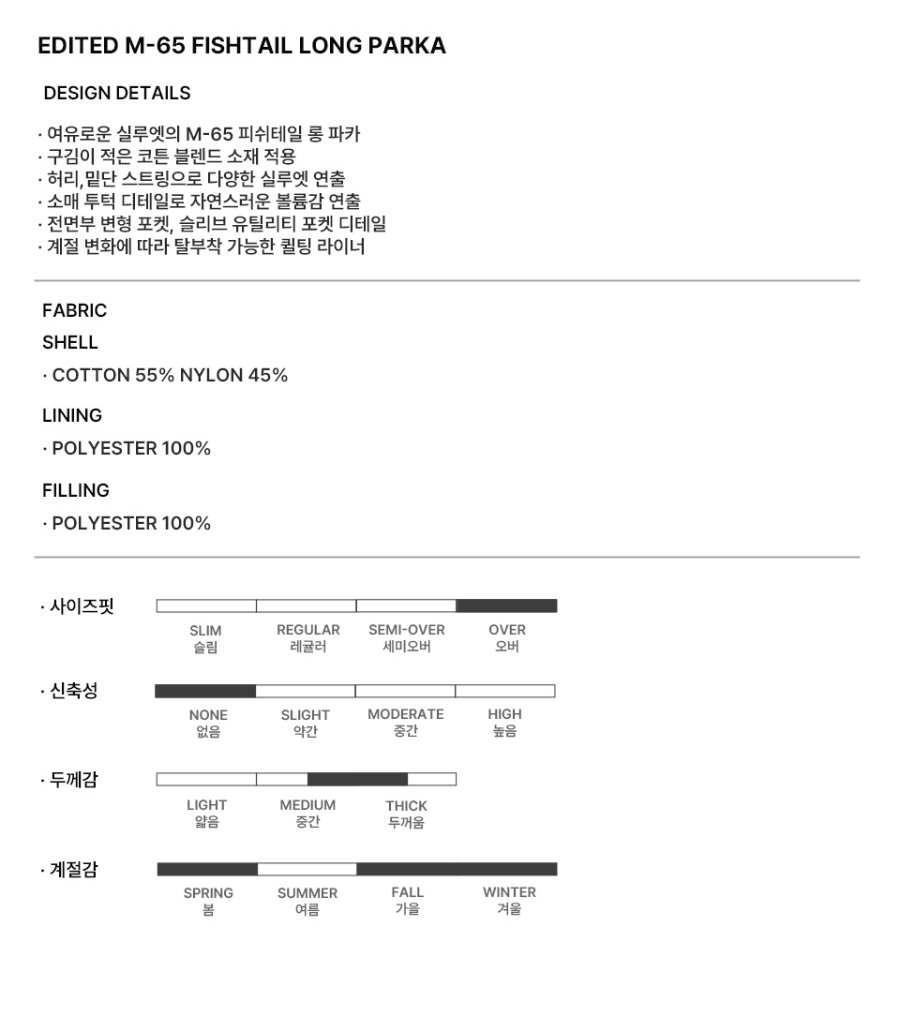 EDITED M-65 FISHTAIL LONG PARKA
DESIGN DETAILS
· 여유로운 실루엣의 M-65 피쉬테일 롱 파카
· 구김이 적은 코튼 블렌드 소재 적용
· 허리,밑단 스트링으로 다양한 실루엣 연출
· 소매 투턱 디테일로 자연스러운 볼륨감 연출
· 전면부 변형 포켓, 슬리브 유틸리티 포켓 디테일
· 계절 변화에 따라 탈부착 가능한 퀼팅 라이너
FABRIC
SHELL
· COTTON 55% NYLON 45%
LINING
· POLYESTER 100%
FILLING
· POLYESTER 100%
· 사이즈핏
SLIM REGULAR SEMI-OVER OVER
슬림 레귤러 세미오버 오버
· 신축성
NONE SLIGHT MODERATE HIGH
없음 약간 중간 높음
· 두께감
LIGHT MEDIUM THICK
얇음 중간 두꺼움
· 계절감
SPRING SUMMER FALL WINTER
봄 여름 가을 겨울